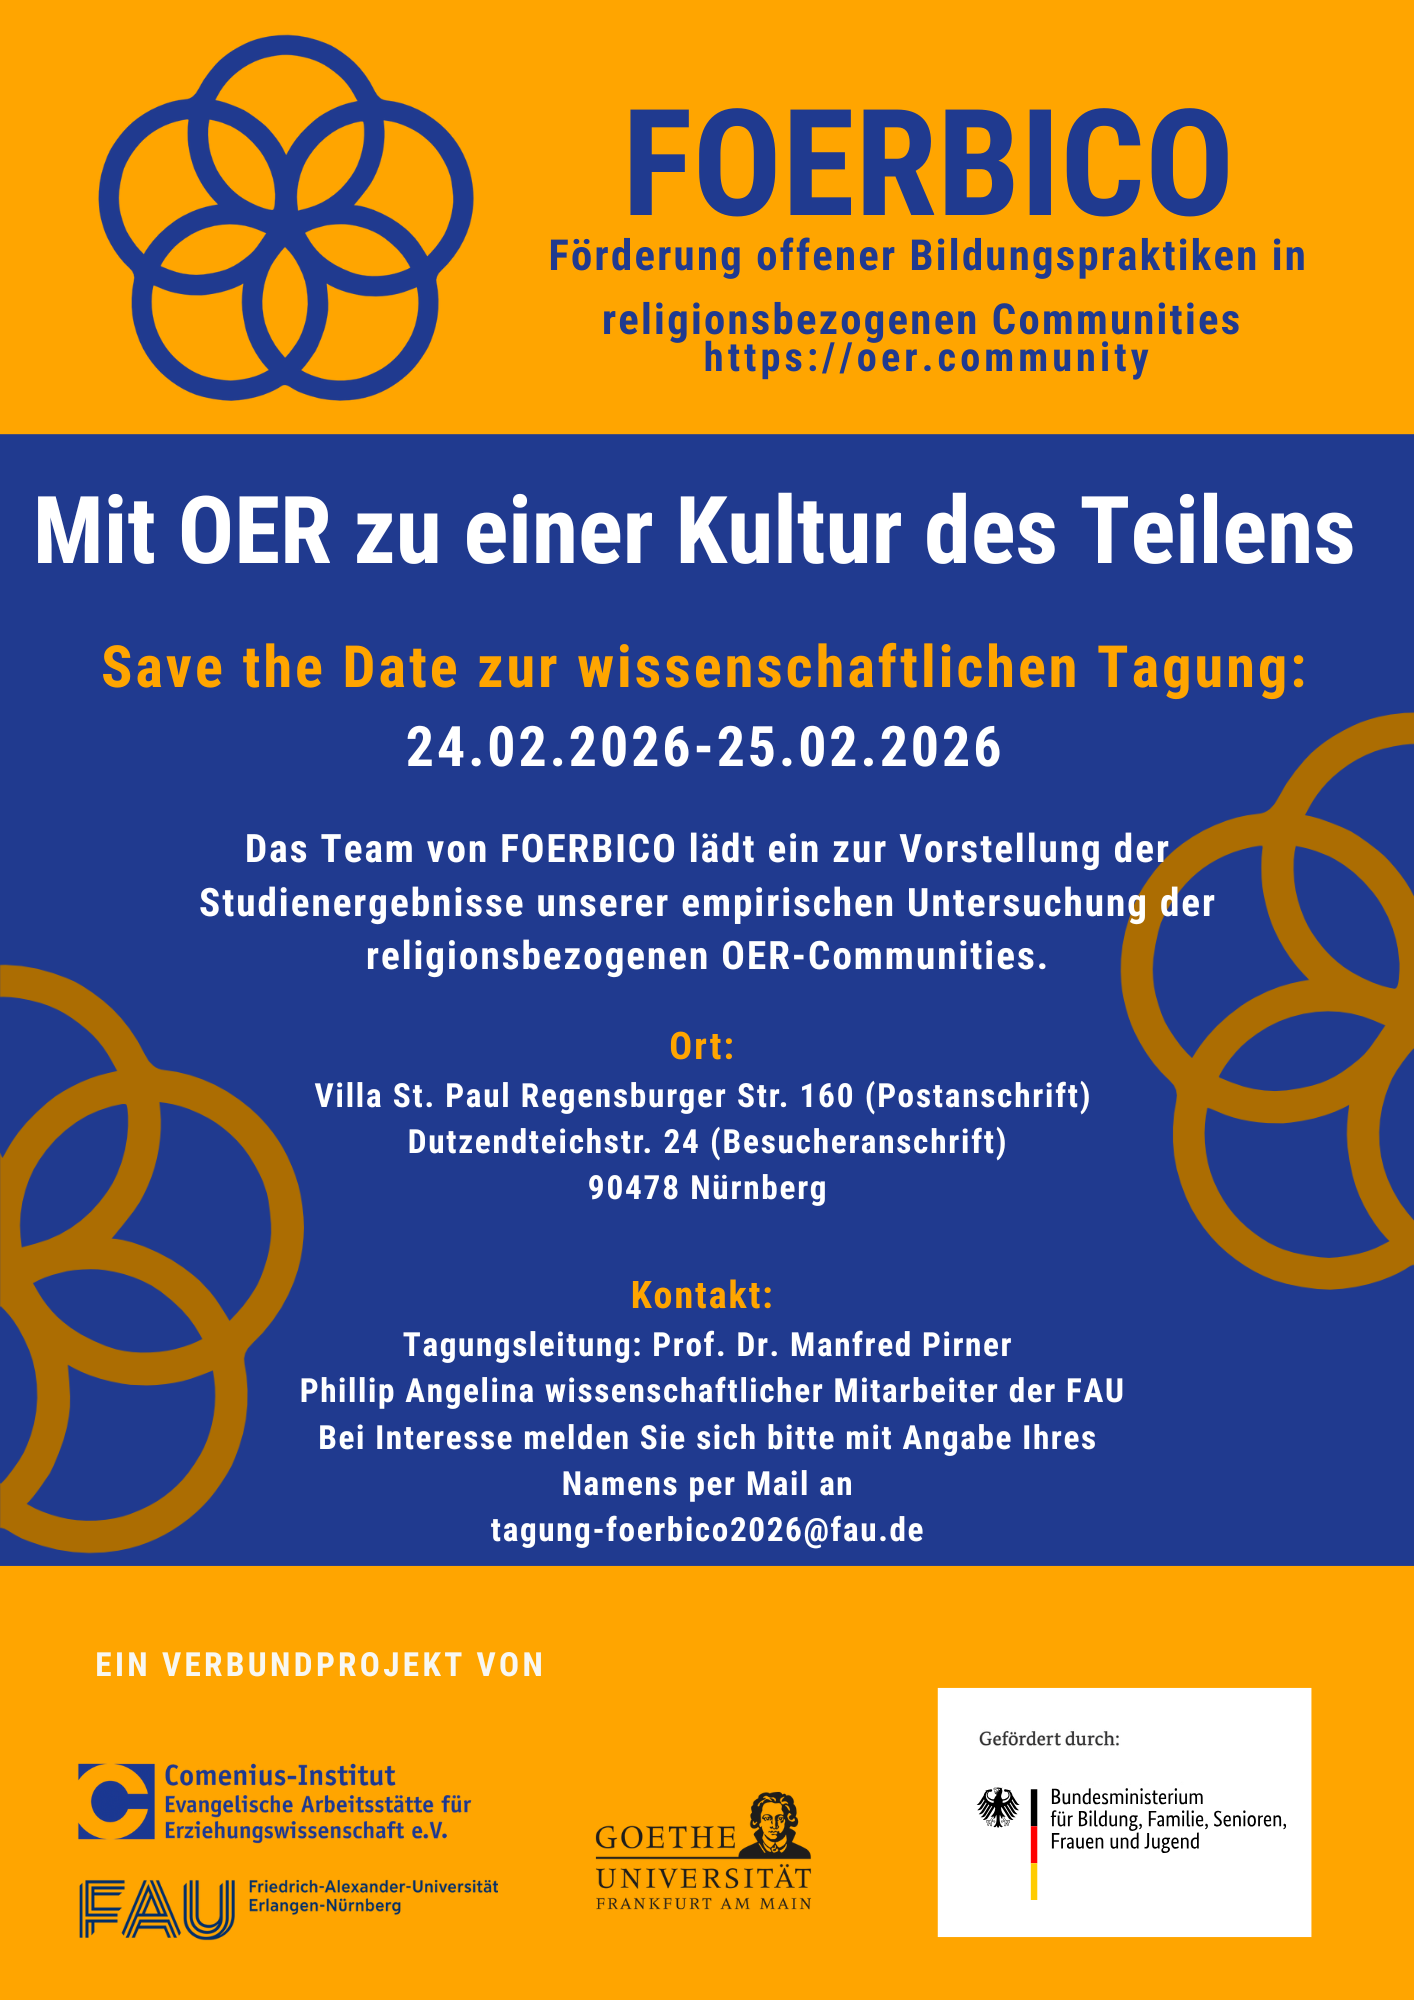 FOERBICO
Förderung offener Bildungspraktiken in
religionsbezogenen Communities
https://oer.community
Mit OER zu einer Kultur des Teilens
Save the Date zur wissenschaftlichen Tagung:
24.02.2026-25.02.2026
Das Team von FOERBICO lädt ein zur Vorstellung der
Studienergebnisse unserer empirischen Untersuchung der
religionsbezogenen OER-Communities.
Ort:
Villa St. Paul Regensburger Str. 160 (Postanschrift)
Dutzendteichstr. 24 (Besucheranschrift)
90478 Nürnberg
Kontakt:
Tagungsleitung: Prof. Dr. Manfred Pirner
Phillip Angelina wissenschaftlicher Mitarbeiter der FAU
Bei Interesse melden Sie sich bitte mit Angabe Ihres
Namens per Mail an
tagung-foerbico2026@fau.de
EIN VERBUNDPROJEKT VON
Comenius-Institut
Evangelische Arbeitsstätte für
Erziehungswissenschaft e.V.
FAU
Friedrich-Alexander-Universität
Erlangen-Nürnberg
GOETHE
UNIVERSITÄT
FRANKFURT AM MAIN
Gefördert durch:
Bundesministerium
für Bildung, Familie, Senioren,
Frauen und Jugend